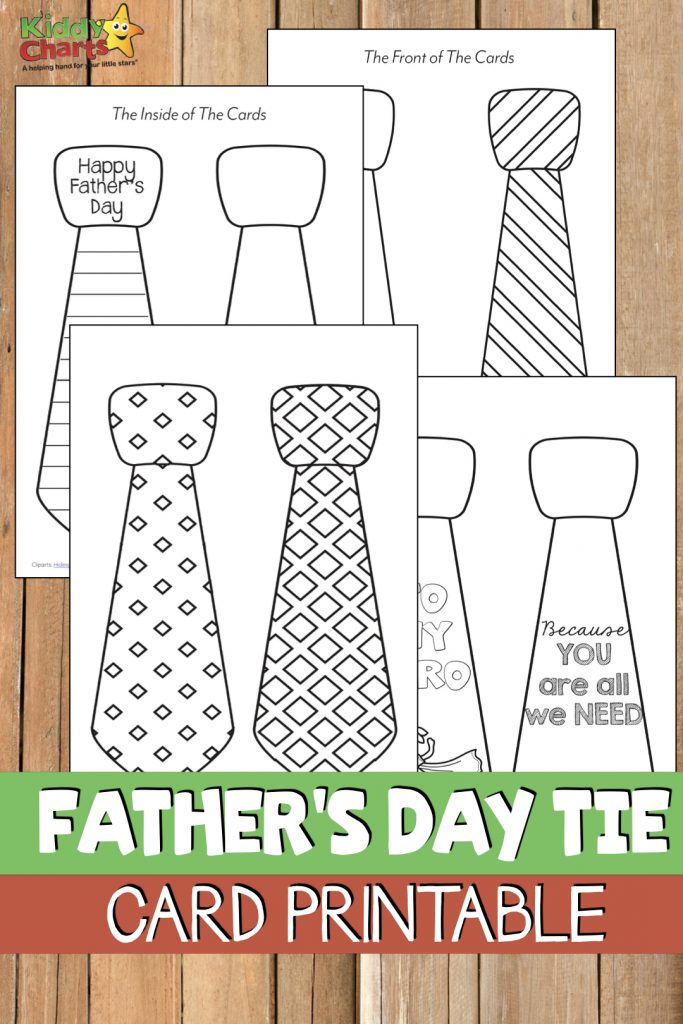 Kiddy
Charts
A helping hand for your little stars
The Front of The Cards
The Inside of The Cards
Happy
Father's
Day
Cliparts:
Because
YOU
are all
we NEED
FATHER'S DAY TIE
CARD PRINTABLE